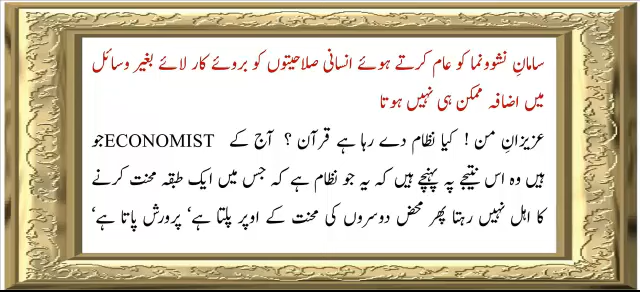 سامانِ نشوونما کو عام کرتے ہوئے انسانی صلاحیتوں کو بروئے کار لائے بغیر وسائل
میں اضافہ ممکن ہی نہیں ہوتا
عزیزانِ من ! کیا نظام دے رہا ہے قرآن ؟ آج کے ECONOMIST جو
ہیں وہ اس نتیجے پہ پہنچے ہیں کہ یہ جو نظام ہے کہ جس میں ایک طبقہ محنت کرنے
کا اہل نہیں رہتا پھر محض دوسروں کی محنت کے اوپر پلتا ہے‘ پرورش پاتا ہے‘